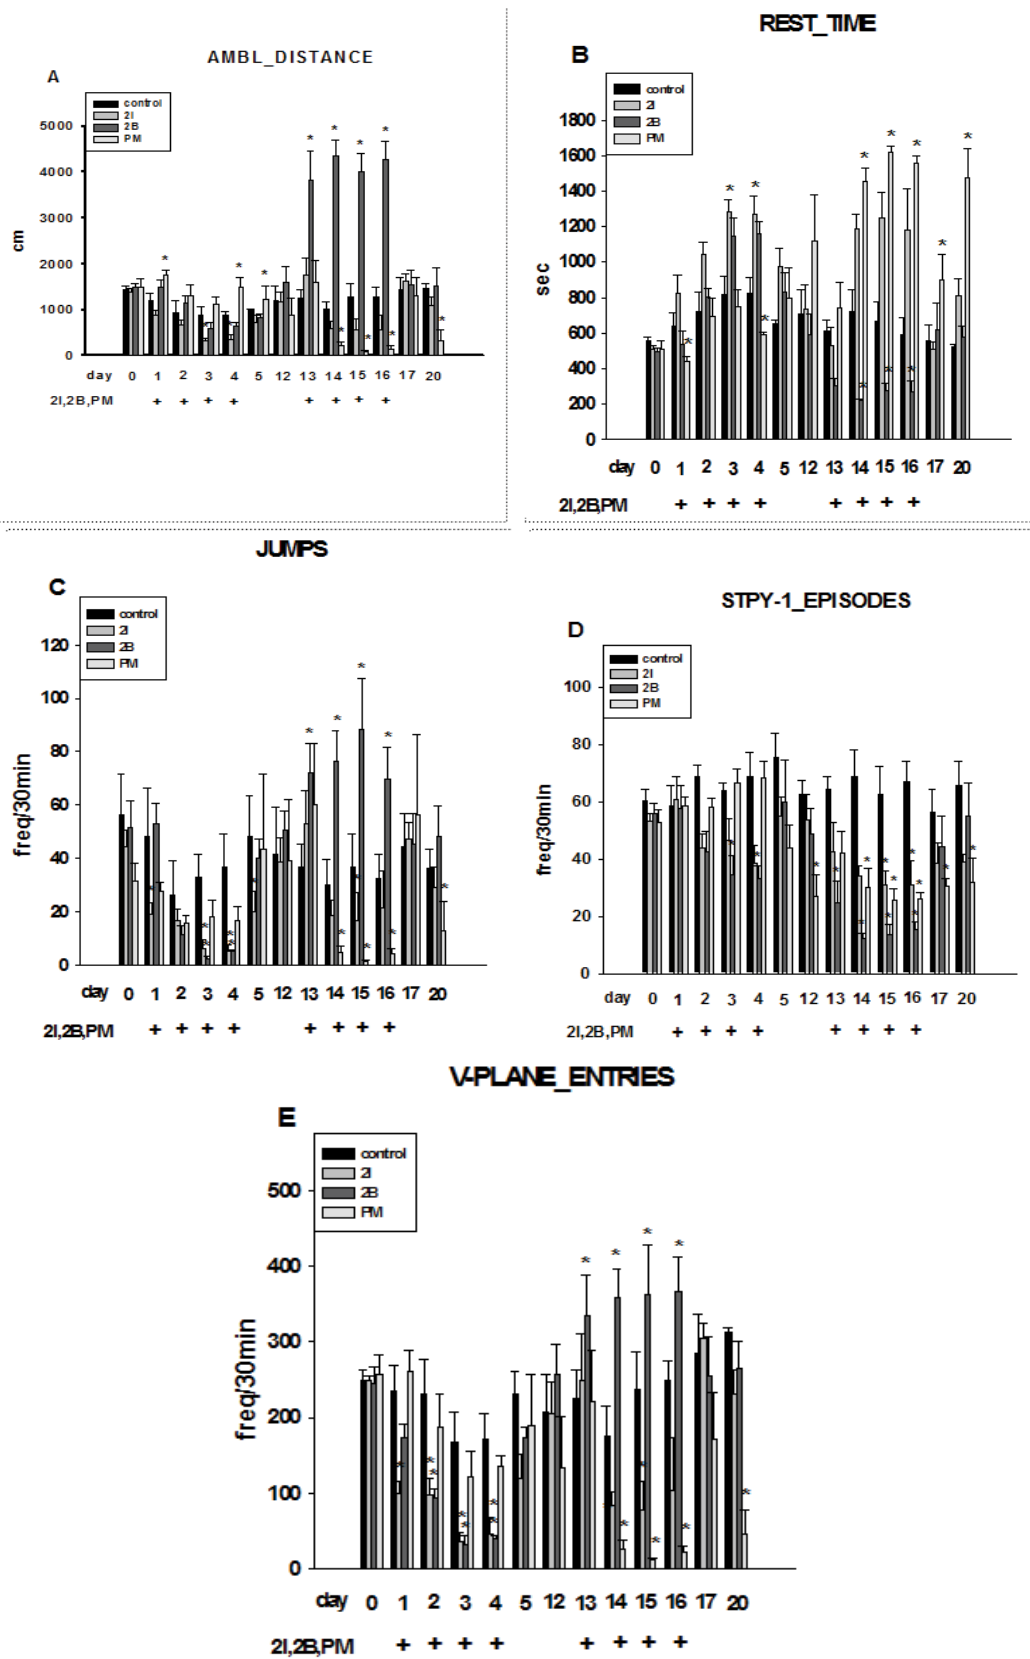 AMBL_DISTANCE
A
control
2I
2B
PM
5000
4000
3000
2000
1000
0
cm
* * * * * * * * * * * *
day 0 1 2 3 4 5 12 13 14 15 16 17 20
2I,2B,PM + + + + + + + +
REST_TIME
B
control
2I
2B
PM
1800
1600
1400
1200
1000
800
600
400
200
0
sec
day 0 1 2 3 4 5 12 13 14 15 16 17 20
2I,2B,PM + + + + + + + +
JUMPS
C
control
2I
2B
PM
120
100
80
60
40
20
0
freq/30min
day 0 1 2 3 4 5 12 13 14 15 16 17 20
2I,2B,PM + + + + + + + +
STPY-1_EPISODES
D
control
2I
2B
PM
100
80
60
40
20
0
freq/30min
day 0 1 2 3 4 5 12 13 14 15 16 17 20
2I,2B,PM + + + + + + + +
V-PLANE_ENTRIES
E
control
2I
2B
PM
500
400
300
200
100
0
freq/30min
day 0 1 2 3 4 5 12 13 14 15 16 17 20
2I,2B,PM + + + + + + + +